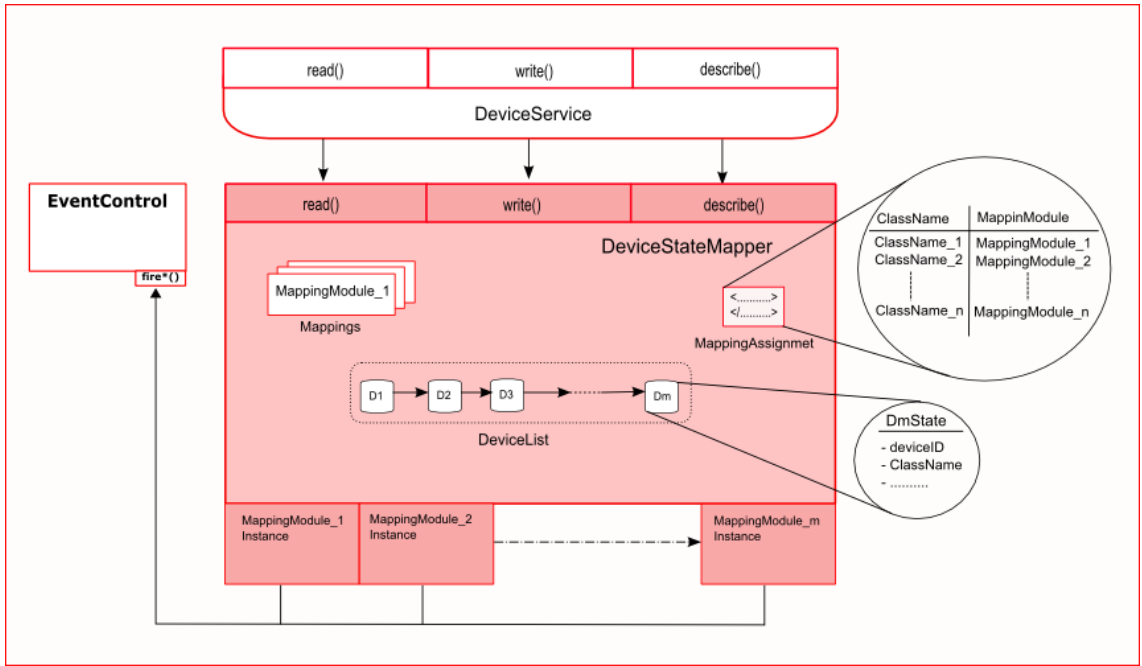 read()
write()
describe()
DeviceService
EventControl
fire*()
read()
write()
describe()
DeviceStateMapper
MappingModule_1
Mappings
<..........>
</..........>
MappingAssignmet
ClassName MappinModule
ClassName_1 MappingModule_1
ClassName_2 MappingModule_2
ClassName_n MappingModule_n
D1
D2
D3
Dm
DeviceList
DmState
- deviceID
- ClassName
- ..........
MappingModule_1
Instance
MappingModule_2
Instance
MappingModule_m
Instance